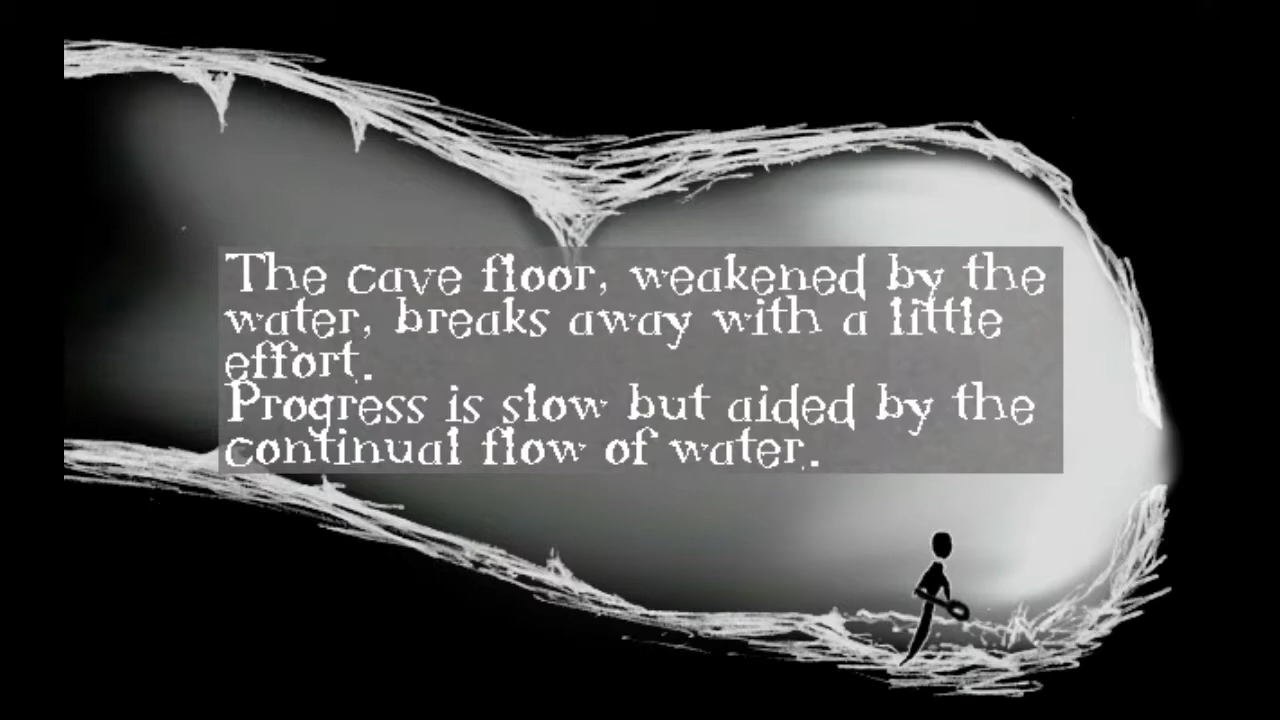 The cave floor, weakened by the
water, breaks away with a little
effort.
Progress is slow but aided by the
continual flow of water.